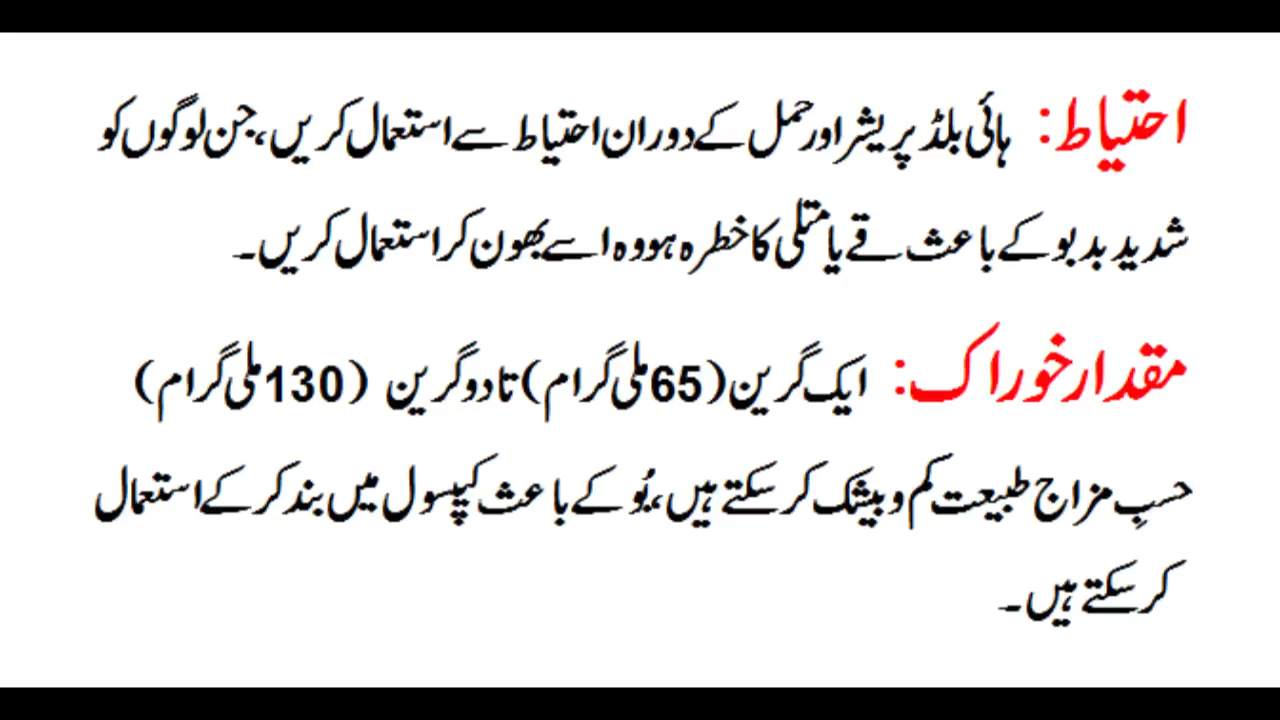 احتیاط: ہائی بلڈ پریشر اور حمل کے دوران احتیاط سے استعمال کریں، جن لوگوں کو
شدید بدبو کے باعث قے یا متلی کا خطرہ ہو وہ اسے بھون کر استعمال کریں۔
مقدار خوراک: ایک گرین (65 ملی گرام) تا دو گرین (130 ملی گرام)
حسبِ مزاج طبیعت کم و بیشک کر سکتے ہیں، بُو کے باعث کیپسول میں بند کر کے استعمال
کر سکتے ہیں۔